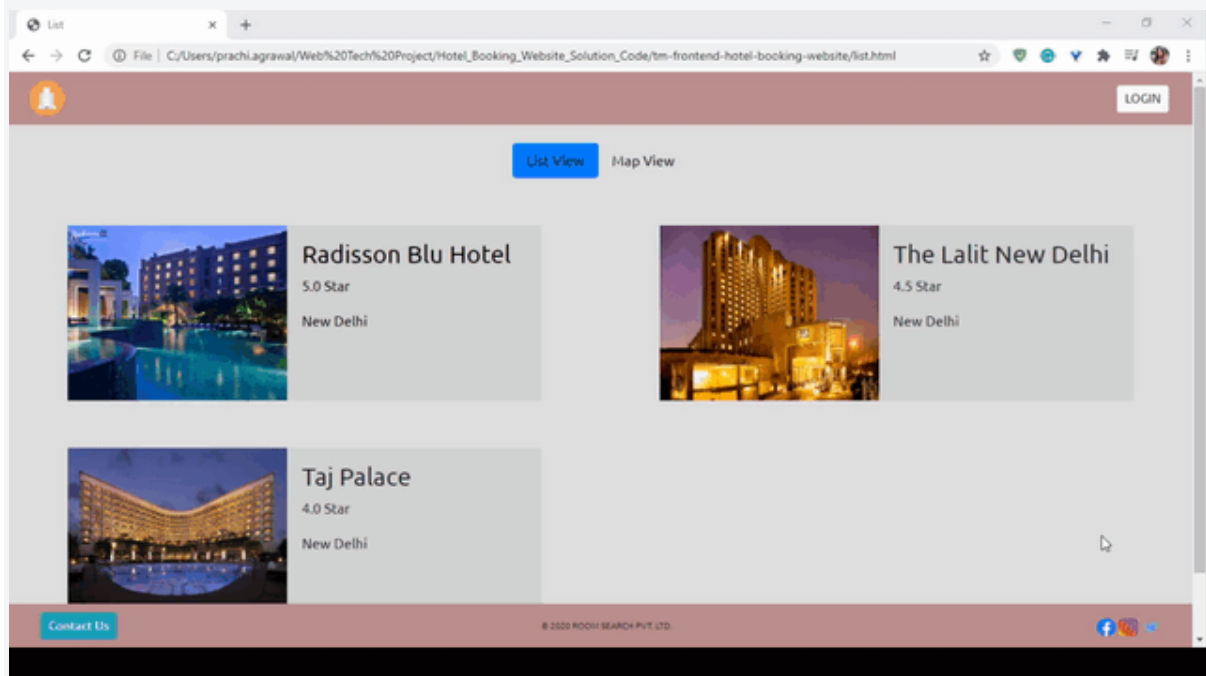 List
File | C:/Users/prachi.agrawal/Web%20Tech%20Project/Hotel_Booking_Website_Solution_Code/tm-frontend-hotel-booking-website/list.html
LOGIN
List View Map View
Radisson Blu Hotel
5.0 Star
New Delhi
The Lalit New Delhi
4.5 Star
New Delhi
Taj Palace
4.0 Star
New Delhi
Contact Us
© 2020 ROOM SEARCH PVT. LTD.